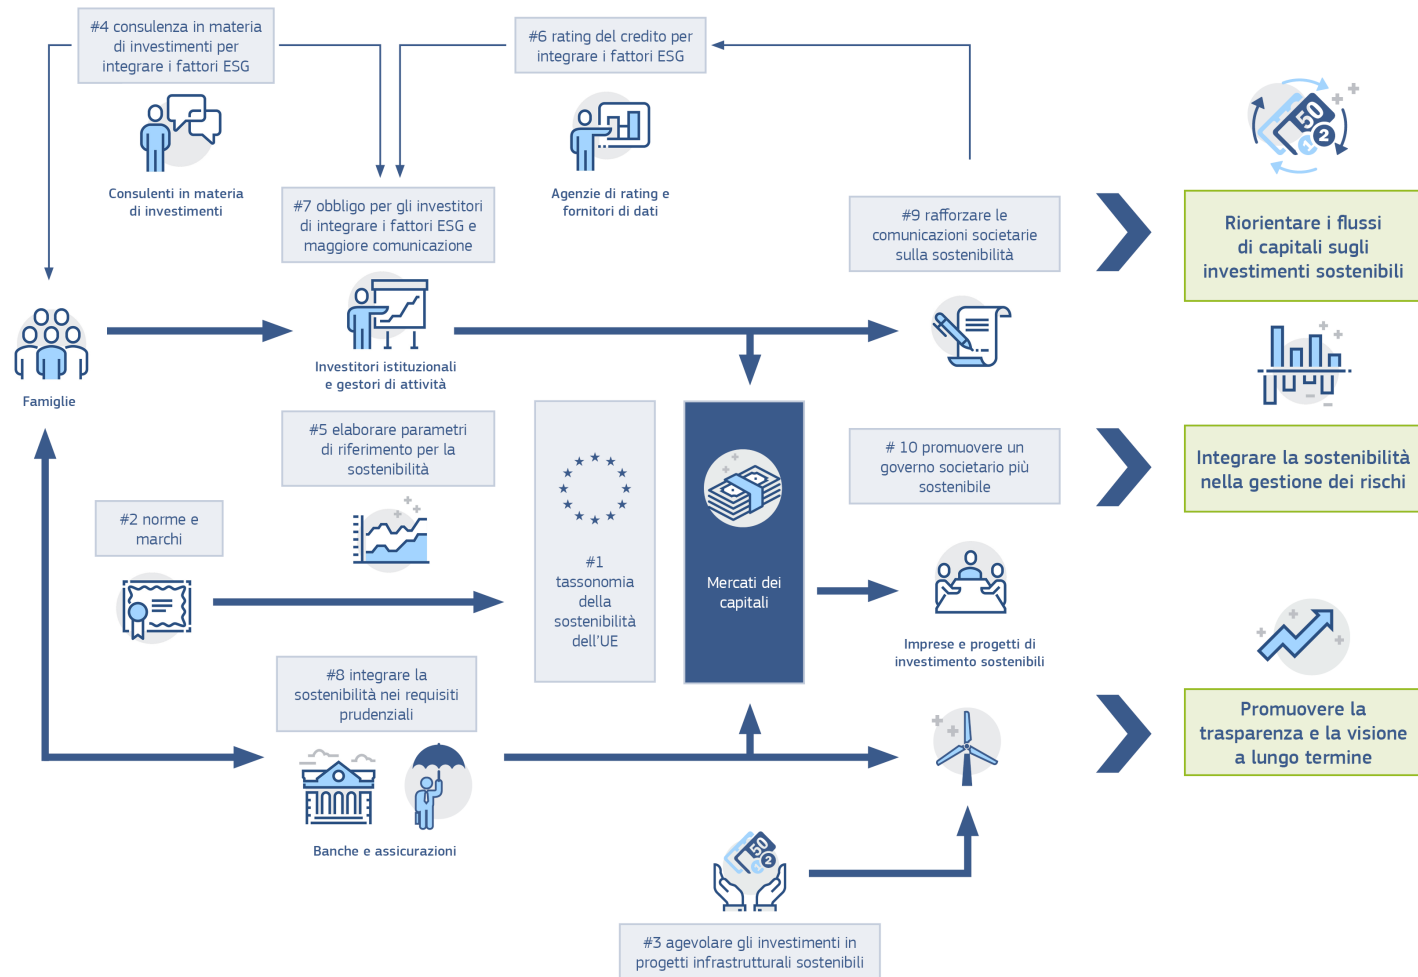 #4 consulenza in materia
di investimenti per
integrare i fattori ESG
Consulenti in materia
di investimenti
#6 rating del credito per
integrare i fattori ESG
Agenzie di rating e
fornitori di dati
#7 obbligo per gli investitori
di integrare i fattori ESG e
maggiore comunicazione
#9 rafforzare le
comunicazioni societarie
sulla sostenibilità
50
1
2
Riorientare i flussi
di capitali sugli
investimenti sostenibili
Famiglie
Investitori istituzionali
e gestori di attività
#5 elaborare parametri
di riferimento per la
sostenibilità
#2 norme e
marchi
#1
tassonomia
della
sostenibilità
dell'UE
Mercati dei
capitali
# 10 promuovere un
governo societario più
sostenibile
Integrare la sostenibilità
nella gestione dei rischi
Imprese e progetti di
investimento sostenibili
#8 integrare la
sostenibilità nei requisiti
prudenziali
Banche e assicurazioni
Promuovere la
trasparenza e la visione
a lungo termine
50
1
2
#3 agevolare gli investimenti in
progetti infrastrutturali sostenibili